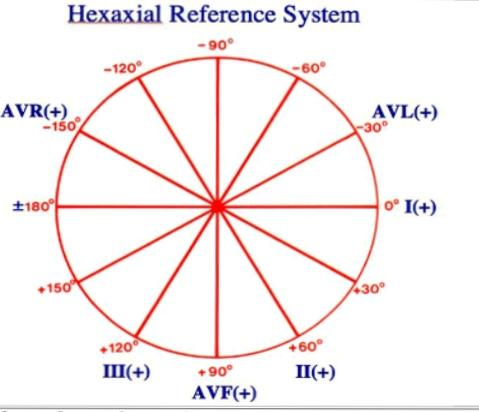 Hexaxial Reference System
-90°
-120°
-60°
AVR(+)
AVL(+)
-150°
-30°
±180°
0° I(+)
+150°
+30°
+120°
+60°
III(+)
+90°
II(+)
AVF(+)